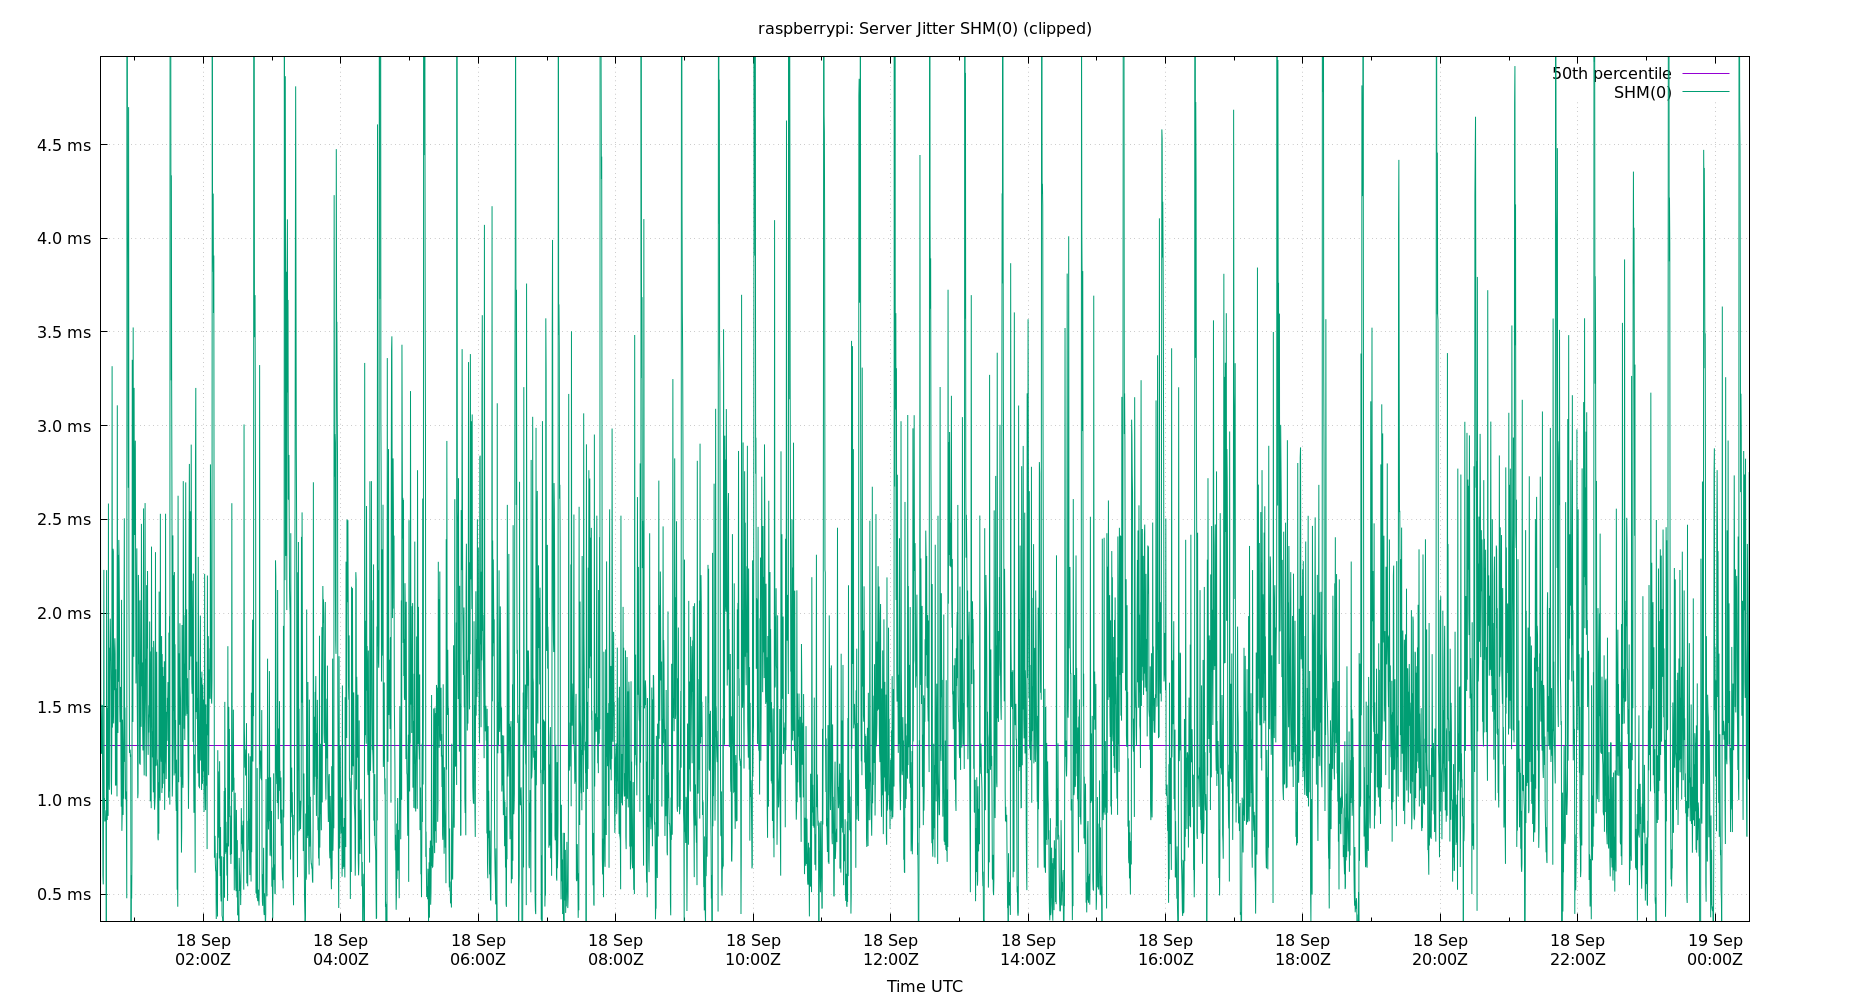 raspberrypi: Server Jitter SHM(0) (clipped)
50th percentile
SHM(0)
4.5 ms
4.0 ms
3.5 ms
3.0 ms
2.5 ms
2.0 ms
1.5 ms
1.0 ms
0.5 ms
18 Sep 18 Sep 18 Sep 18 Sep 18 Sep 18 Sep 18 Sep 18 Sep 18 Sep 18 Sep 18 Sep 19 Sep
02:00Z 04:00Z 06:00Z 08:00Z 10:00Z 12:00Z 14:00Z 16:00Z 18:00Z 20:00Z 22:00Z 00:00Z
Time UTC